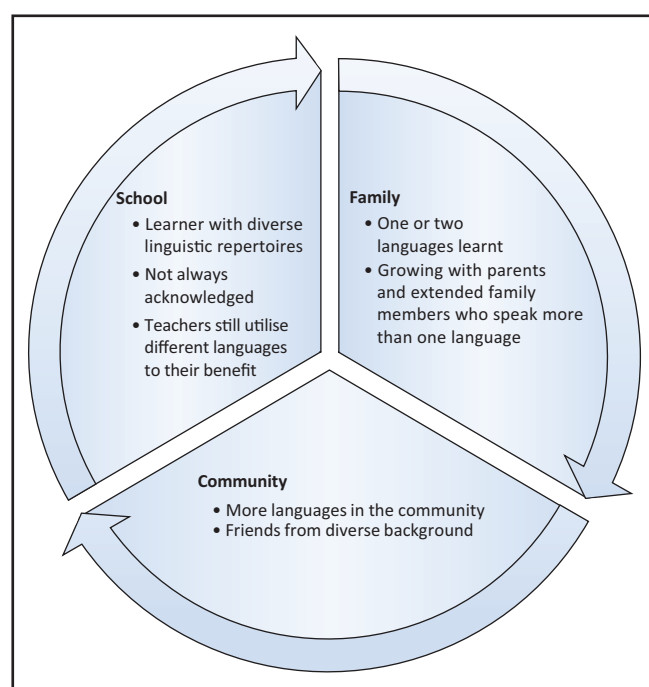 School
• Learner with diverse
linguistic repertoires
• Not always
acknowledged
• Teachers still utilise
different languages
to their benefit
Family
• One or two
languages learnt
• Growing with parents
and extended family
members who speak more
than one language
Community
• More languages in the community
• Friends from diverse background